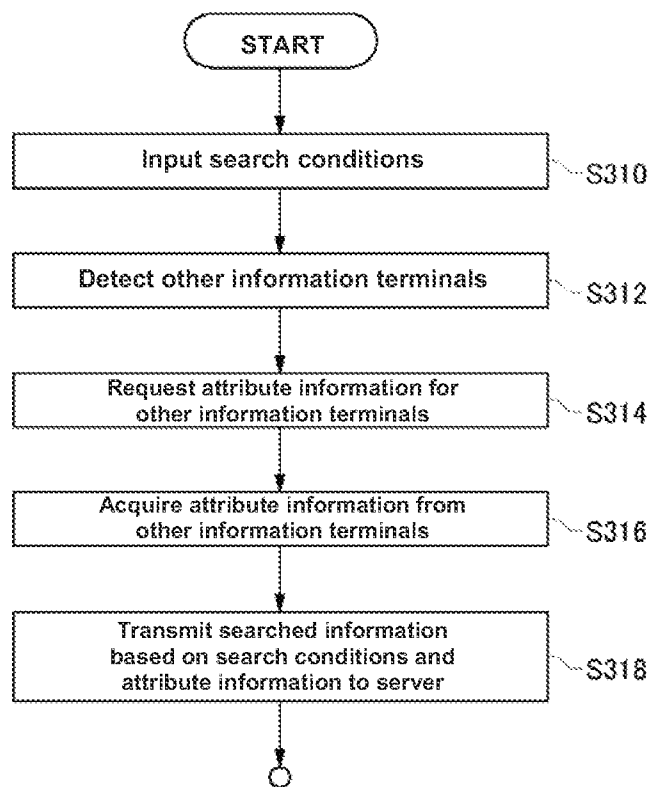 START
Input search conditions
S310
Detect other information terminals
S312
Request attribute information for
other information terminals
S314
Acquire attribute information from
other information terminals
S316
Transmit searched information
based on search conditions and
attribute information to server
S318